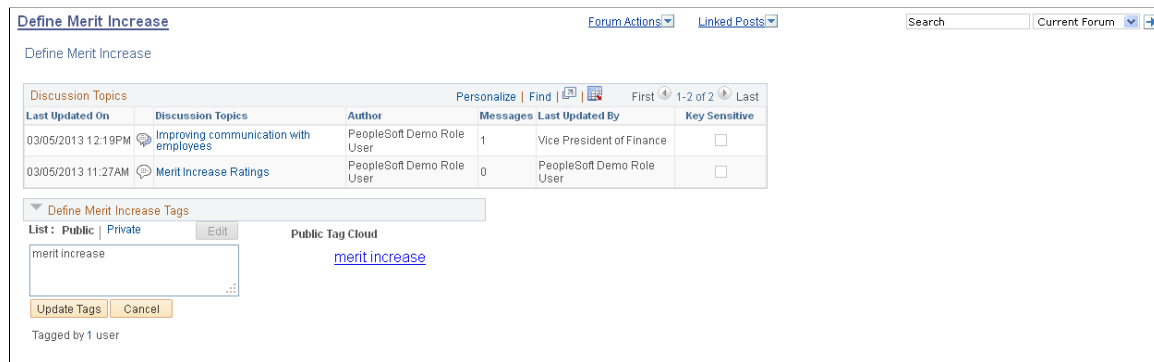 Define Merit Increase Forum Actions Linked Posts Search Current Forum
Define Merit Increase
Discussion Topics Personalize | Find | | First 1-2 of 2 Last
Last Updated On Discussion Topics Author Messages Last Updated By Key Sensitive
03/05/2013 12:19PM Improving communication with employees PeopleSoft Demo Role User 1 Vice President of Finance
03/05/2013 11:27AM Merit Increase Ratings PeopleSoft Demo Role User 0 PeopleSoft Demo Role User
Define Merit Increase Tags
List: Public | Private Edit Public Tag Cloud
merit increase merit increase
Update Tags Cancel
Tagged by 1 user